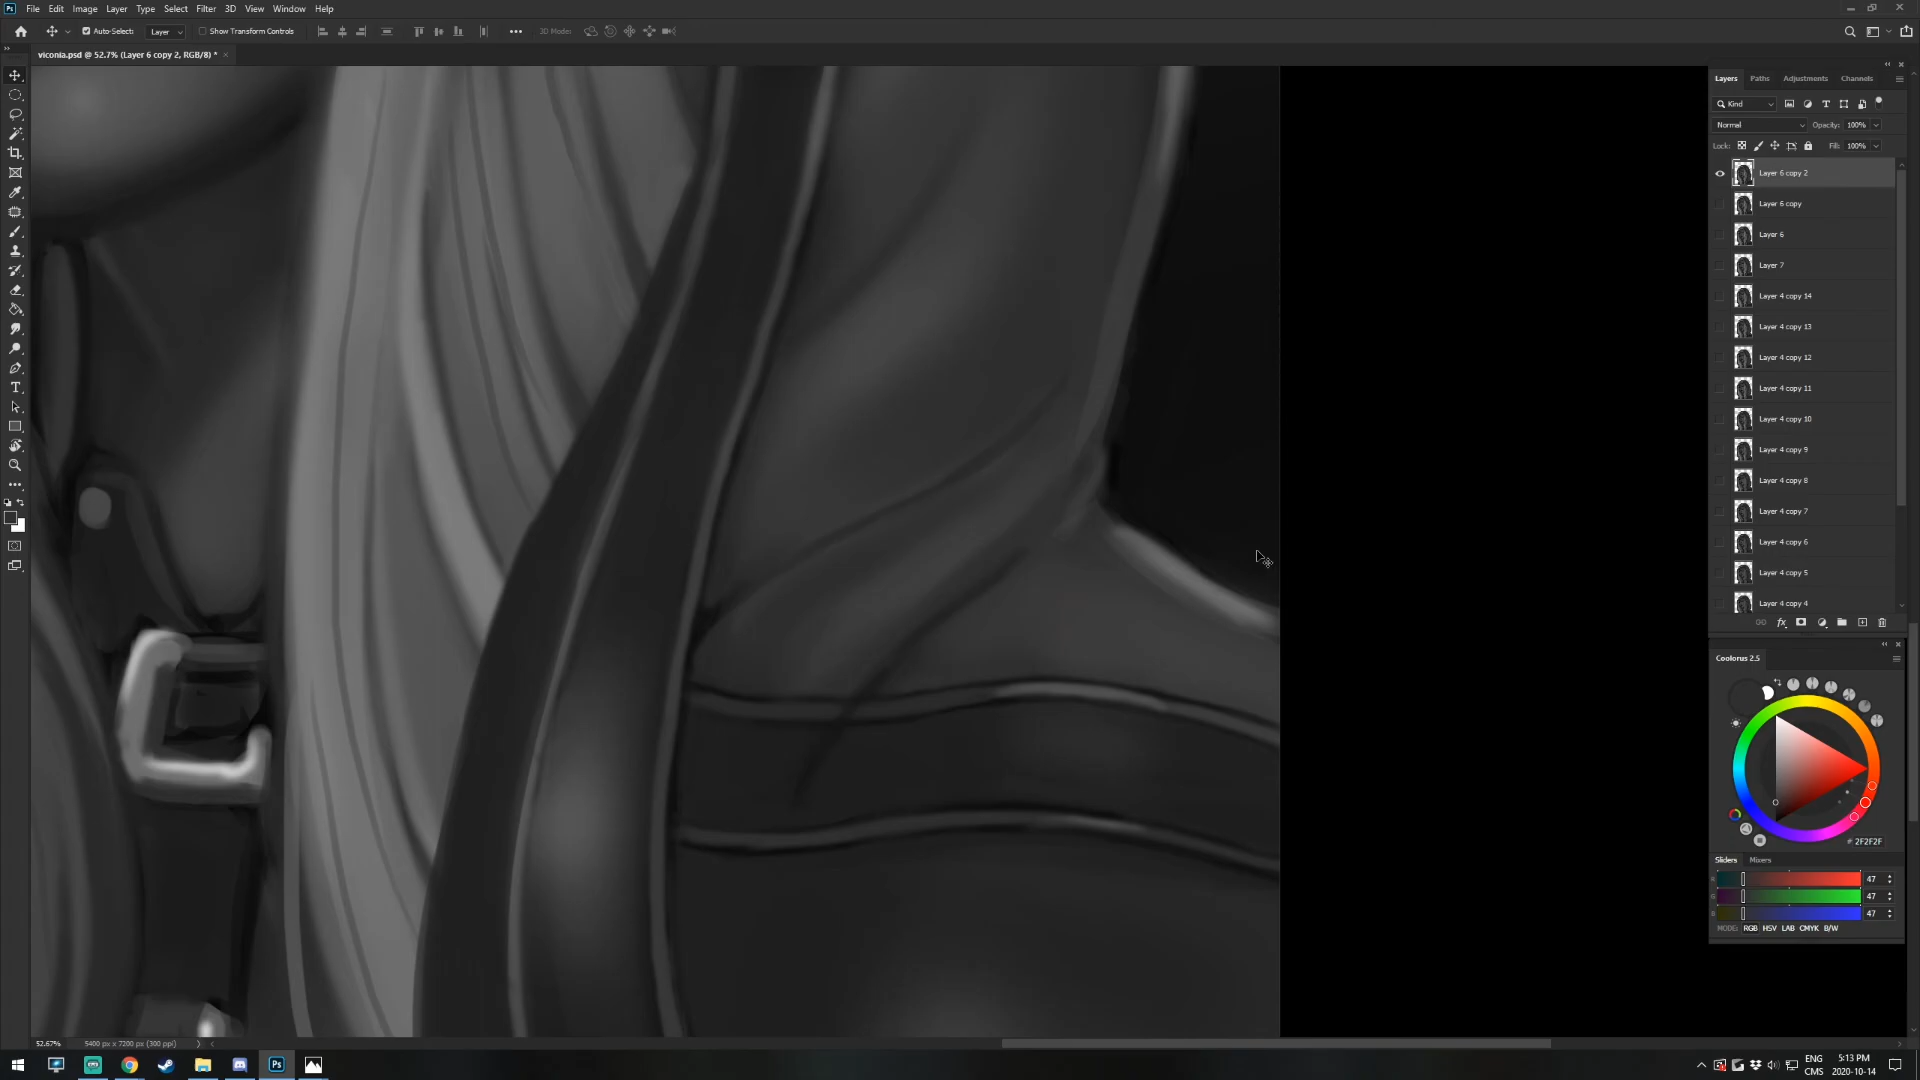 File Edit Image Layer Type Select Filter 3D View Window Help
Auto-Select: Layer Show Transform Controls 3D Mode:
viconia.psd @ 52.7% (Layer 6 copy 2, RGB/8) *
Layers Paths Adjustments Channels
Kind
Normal Opacity: 100%
Lock: Fill: 100%
Layer 6 copy 2
Layer 6 copy
Layer 6
Layer 7
Layer 4 copy 14
Layer 4 copy 13
Layer 4 copy 12
Layer 4 copy 11
Layer 4 copy 10
Layer 4 copy 9
Layer 4 copy 8
Layer 4 copy 7
Layer 4 copy 6
Layer 4 copy 5
Layer 4 copy 4
Coolorus 2.5
# 2F2F2F
Sliders Mixers
R 47
G 47
B 47
MODE: RGB HSV LAB CMYK B/W
52.67% 5400 px x 7200 px (300 ppi)
ENG 5:13 PM
CMS 2020-10-14